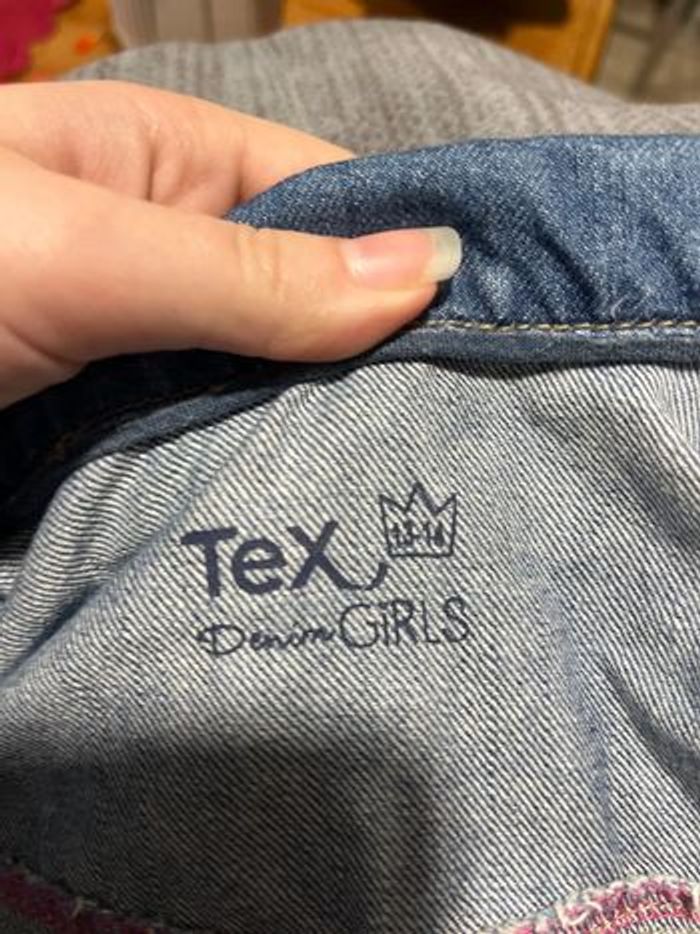 TeX 13-14
Denim GiRLS